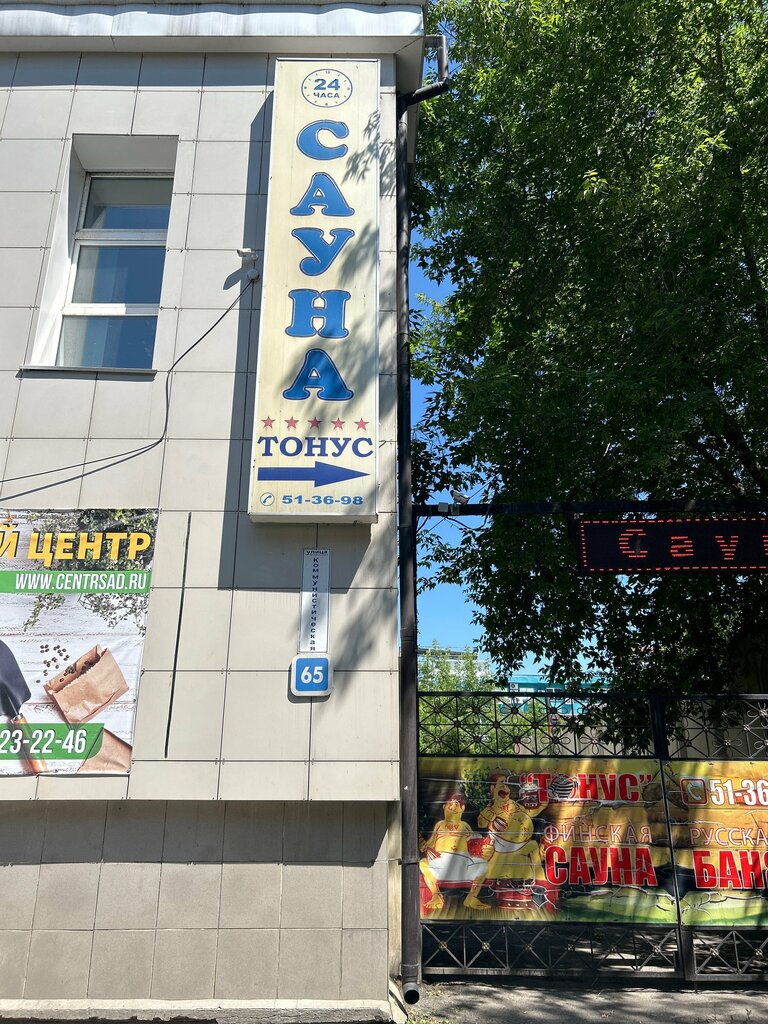 24
ЧАСА
САУНА
ТОНУС
51-36-98
Й ЦЕНТР
WWW.CENTRSAD.RU
23-22-46
улица
Коммунистическая
65
Сау
"ТОНУС"
ФИНСКАЯ
САУНА
51-36
РУССКА
БАН